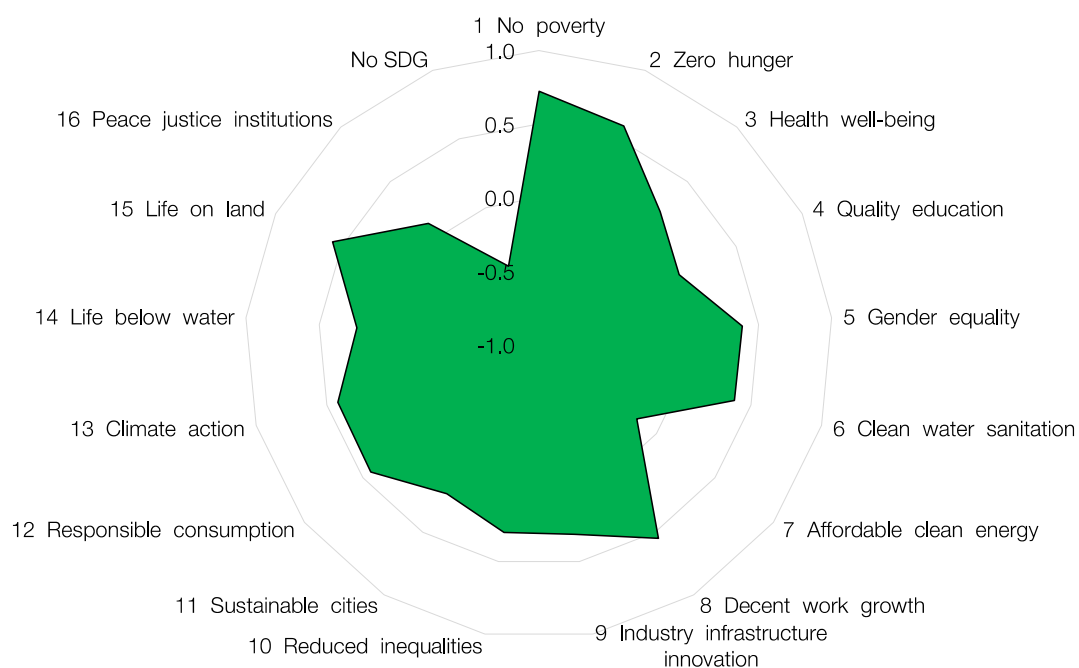 1 No poverty
1.0
No SDG
2 Zero hunger
16 Peace justice institutions
0.5
3 Health well-being
15 Life on land
0.0
4 Quality education
-0.5
14 Life below water
-1.0
5 Gender equality
13 Climate action
6 Clean water sanitation
12 Responsible consumption
7 Affordable clean energy
11 Sustainable cities
8 Decent work growth
10 Reduced inequalities
9 Industry infrastructure
innovation